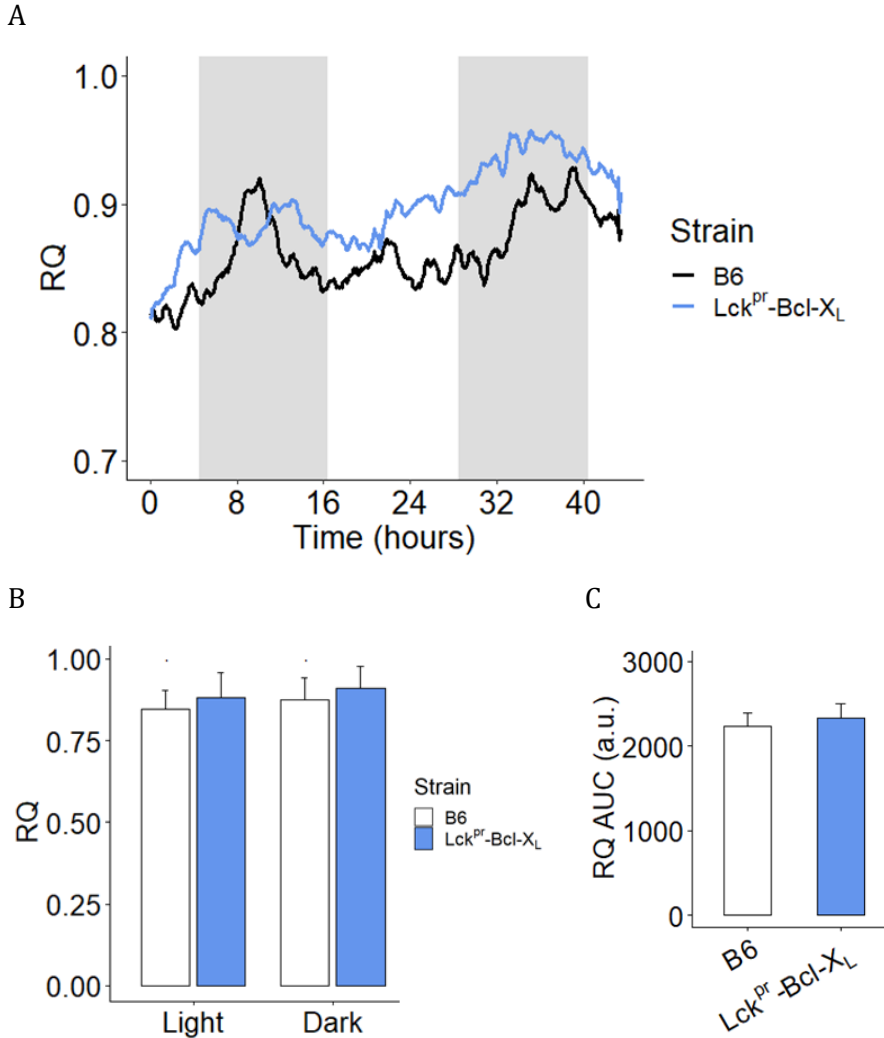 A
1.0
0.9
0.8
0.7
RQ
0 8 16 24 32 40
Time (hours)
Strain
B6
Lck^pr-Bcl-X_L
B
1.00
0.75
0.50
0.25
0.00
RQ
Light Dark
Strain
B6
Lck^pr-Bcl-X_L
C
3000
2000
1000
0
RQ AUC (a.u.)
B6
Lck^pr-Bcl-X_L